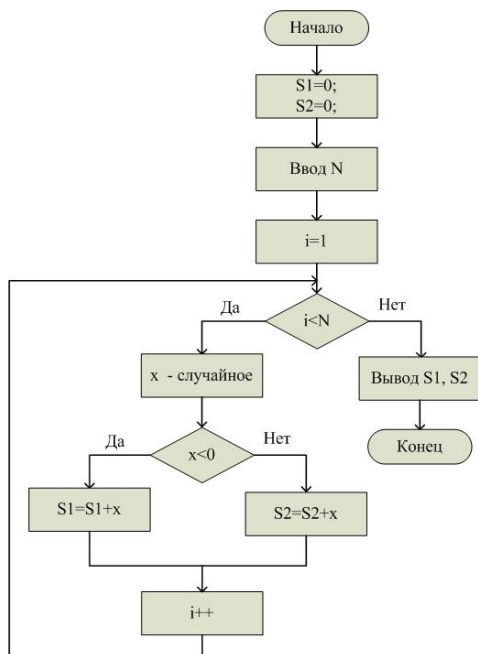 Начало
S1=0;
S2=0;
Ввод N
i=1
i<N
Да
Нет
x - случайное
Вывод S1, S2
Конец
x<0
Да
Нет
S1=S1+x
S2=S2+x
i++